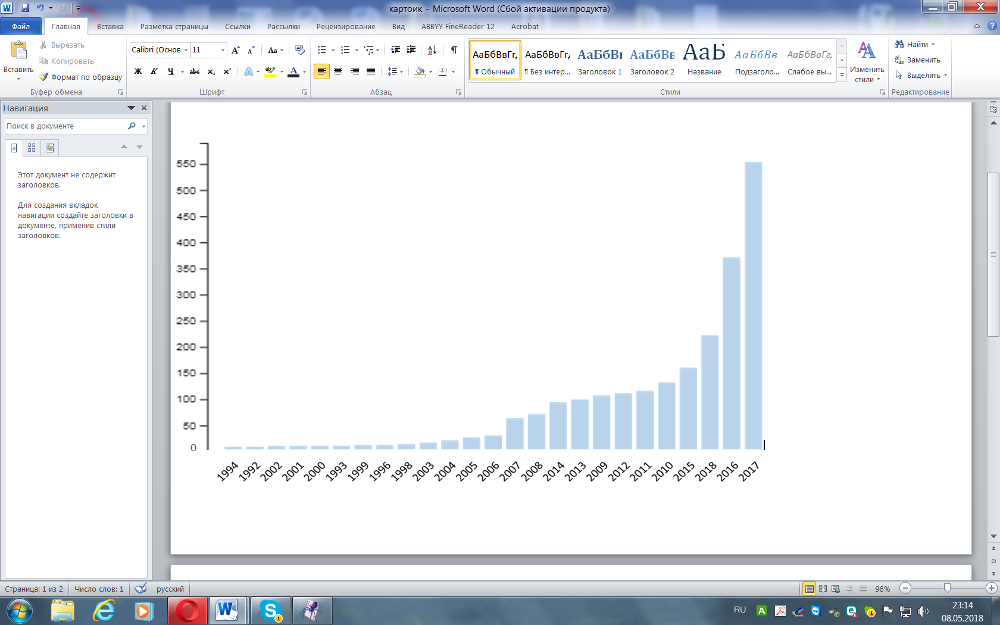 картоик - Microsoft Word (Сбой активации продукта)
Файл Главная Вставка Разметка страницы Ссылки Рассылки Рецензирование Вид ABBYY FineReader 12 Acrobat
Вставить
Вырезать
Копировать
Формат по образцу
Буфер обмена
Calibri (Основ 11
Ж К Ч abc x₂ x²
Шрифт
Абзац
АаБбВвГг, АаБбВвГг, АаБбВı АаБбВв АаБ АаБбВв. АаБбВвГг,
¶ Обычный ¶ Без интер... Заголовок 1 Заголовок 2 Название Подзаголо... Слабое вы...
Изменить
стили
Стили
Найти
Заменить
Выделить
Редактирование
Навигация
Поиск в документе
Этот документ не содержит
заголовков.
Для создания вкладок
навигации создайте заголовки в
документе, применив стили
заголовков.
550
500
450
400
350
300
250
200
150
100
50
0
1994 1992 2002 2001 2000 1993 1999 1996 1998 2003 2004 2005 2006 2007 2008 2014 2013 2009 2012 2011 2010 2015 2018 2016 2017
Страница: 1 из 2 Число слов: 1 русский 96%
RU
23:14
08.05.2018